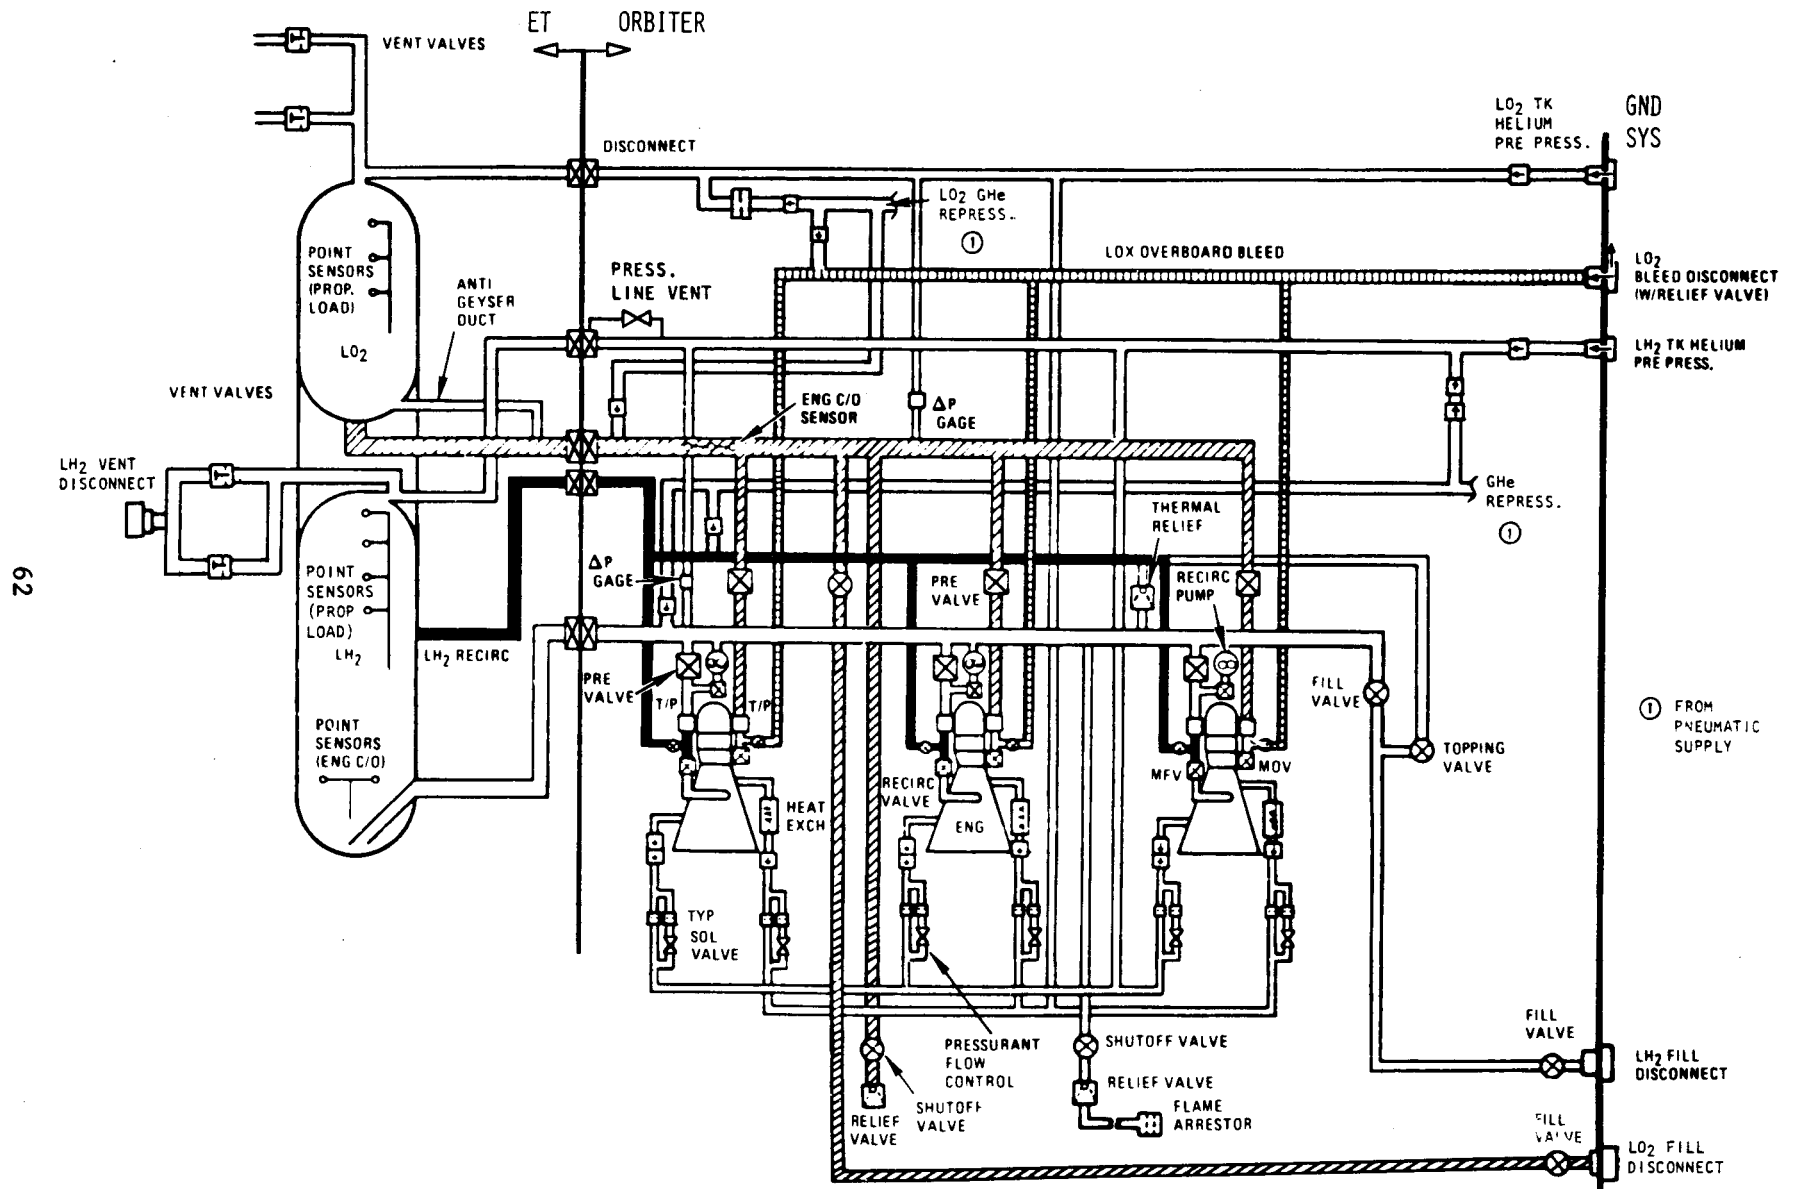 ET ORBITER
VENT VALVES
DISCONNECT
LO2 TK
HELIUM
PRE PRESS.
GND
SYS
LO2 GHe
REPRESS.
1
POINT
SENSORS
(PROP.
LOAD)
LO2
ANTI
GEYSER
DUCT
PRESS.
LINE VENT
LOX OVERBOARD BLEED
LO2
BLEED DISCONNECT
(W/RELIEF VALVE)
LH2 TK HELIUM
PRE PRESS.
VENT VALVES
ENG C/O
SENSOR
ΔP
GAGE
LH2 VENT
DISCONNECT
GHe
REPRESS.
1
THERMAL
RELIEF
62
POINT
SENSORS
(PROP
LOAD)
LH2
LH2 RECIRC
ΔP
GAGE
PRE
VALVE
RECIRC
PUMP
PRE
VALVE
T/P
T/P
FILL
VALVE
1 FROM
PNEUMATIC
SUPPLY
POINT
SENSORS
(ENG C/O)
TOPPING
VALVE
MFV
MOV
RECIRC
VALVE
HEAT
EXCH
ENG
TYP
SOL
VALVE
PRESSURANT
FLOW
CONTROL
SHUTOFF VALVE
RELIEF VALVE
FLAME
ARRESTOR
SHUTOFF
VALVE
RELIEF
VALVE
FILL
VALVE
LH2 FILL
DISCONNECT
FILL
VALVE
LO2 FILL
DISCONNECT